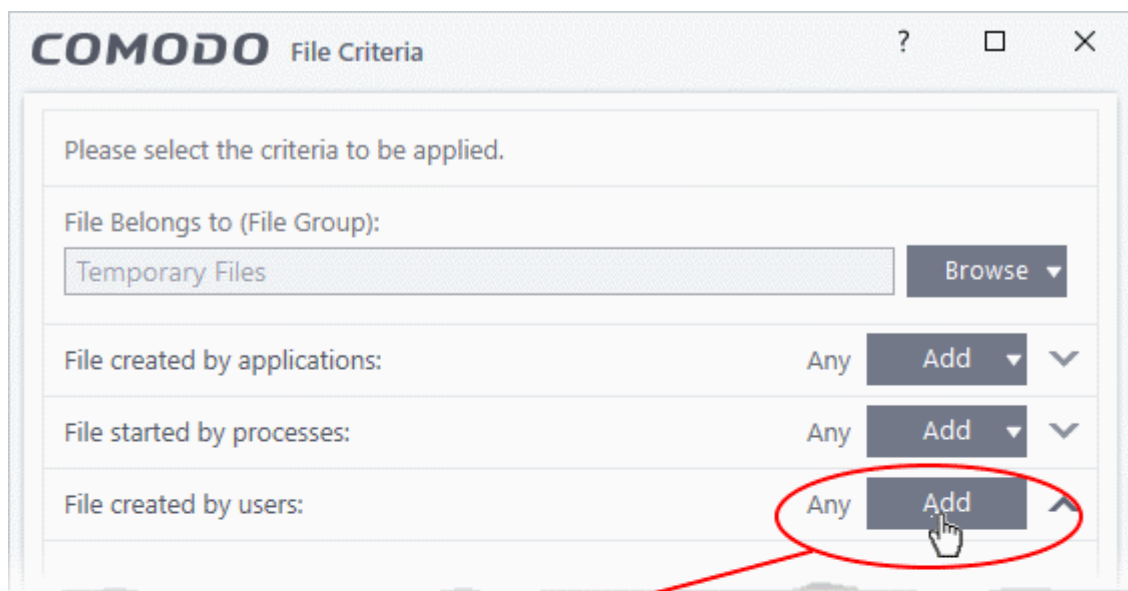 COMODO File Criteria ?
Please select the criteria to be applied.
File Belongs to (File Group):
Temporary Files Browse
File created by applications: Any Add
File started by processes: Any Add
File created by users: Any Add